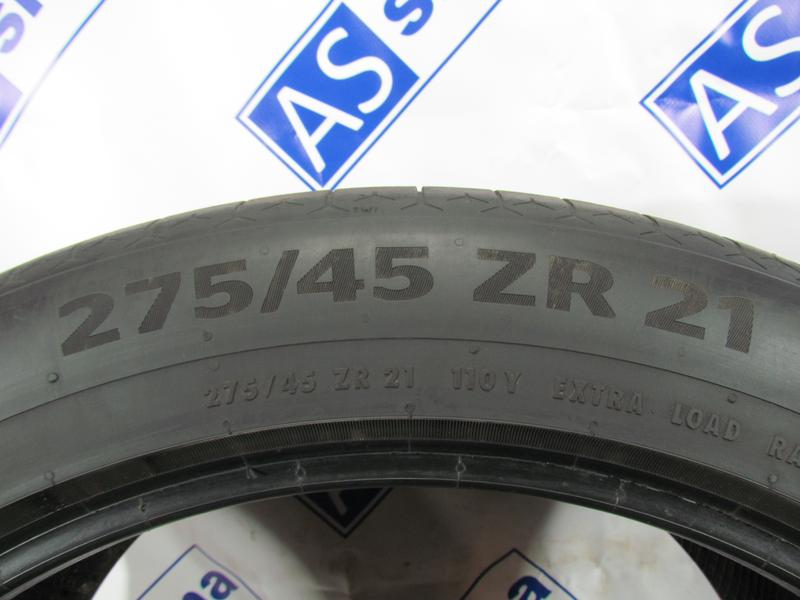 AS
AS
275/45 ZR 21
275/45 ZR 21 110Y EXTRA LOAD